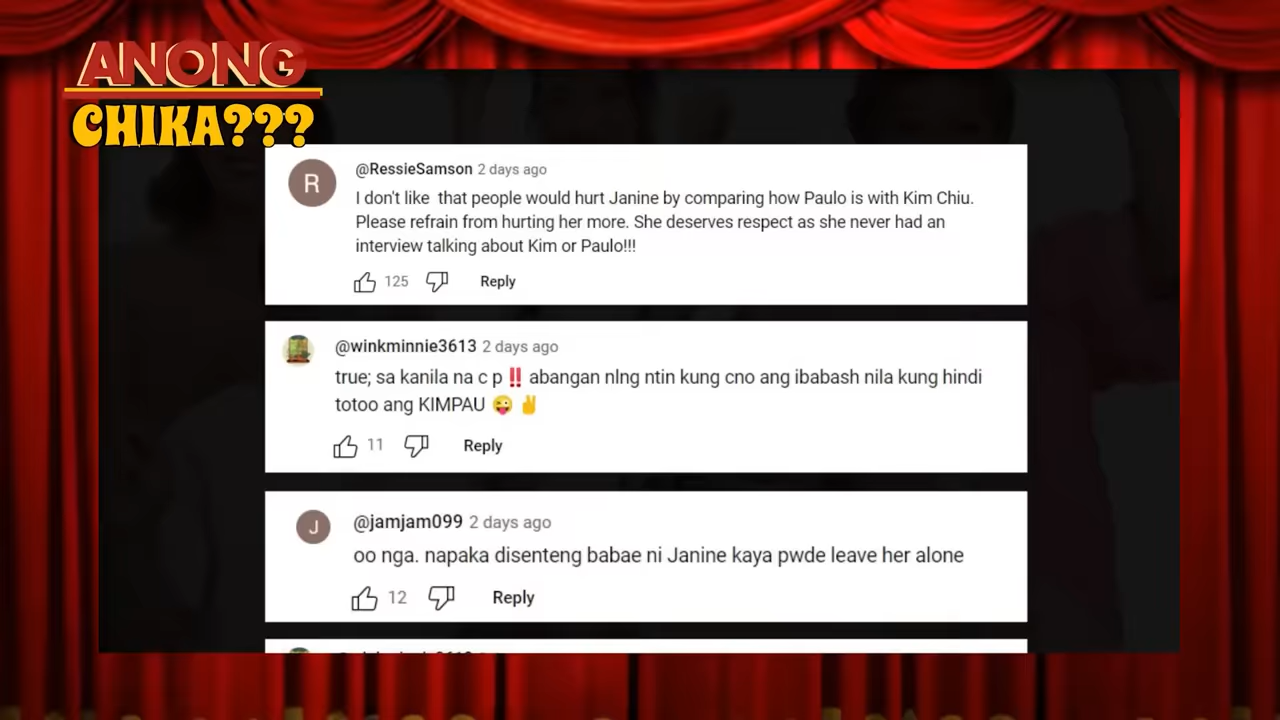 ANONG
CHIKA???
R
@RessieSamson 2 days ago
I don't like that people would hurt Janine by comparing how Paulo is with Kim Chiu.
Please refrain from hurting her more. She deserves respect as she never had an
interview talking about Kim or Paulo!!!
125 Reply
@winkminnie3613 2 days ago
true; sa kanila na c p‼️ abangan nlng ntin kung cno ang ibabash nila kung hindi
totoo ang KIMPAU 😜 ✌️
11 Reply
J
@jamjam099 2 days ago
oo nga. napaka disenteng babae ni Janine kaya pwde leave her alone
12 Reply